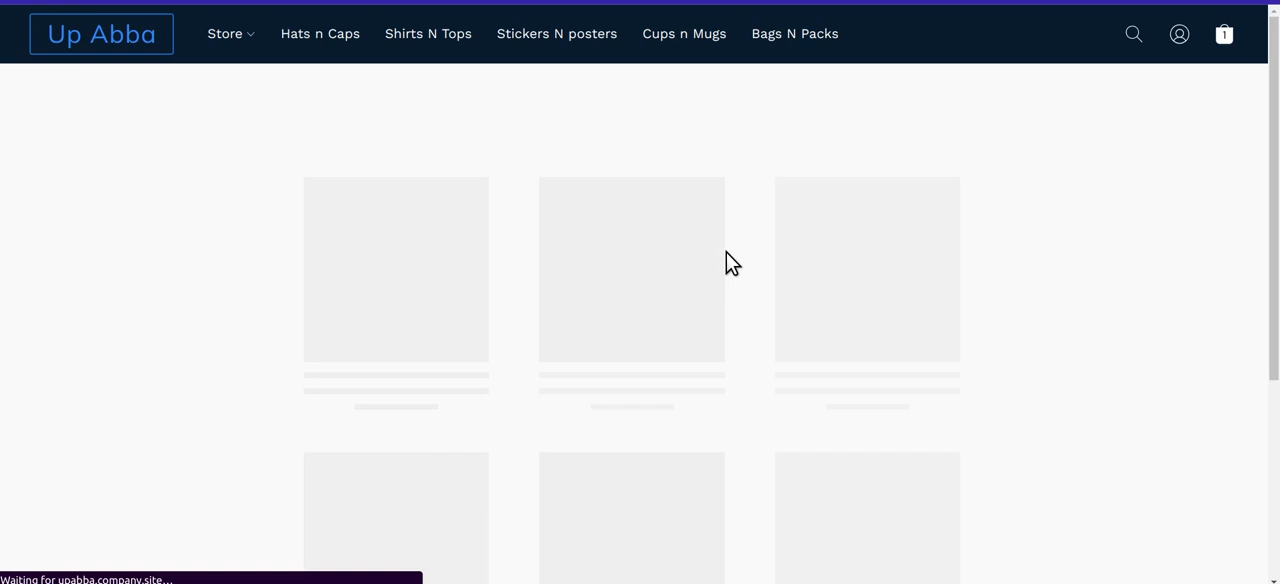 Up Abba
Store Hats n Caps Shirts N Tops Stickers N posters Cups n Mugs Bags N Packs 1
Waiting for upabba.company.site…